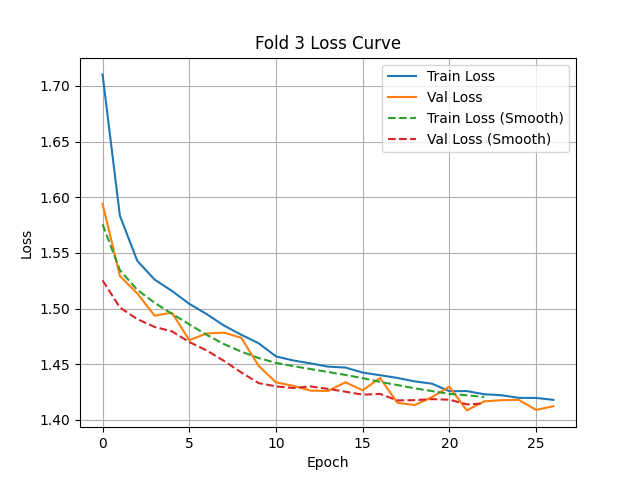 Fold 3 Loss Curve
Train Loss
Val Loss
Train Loss (Smooth)
Val Loss (Smooth)
Loss
1.70
1.65
1.60
1.55
1.50
1.45
1.40
0 5 10 15 20 25
Epoch